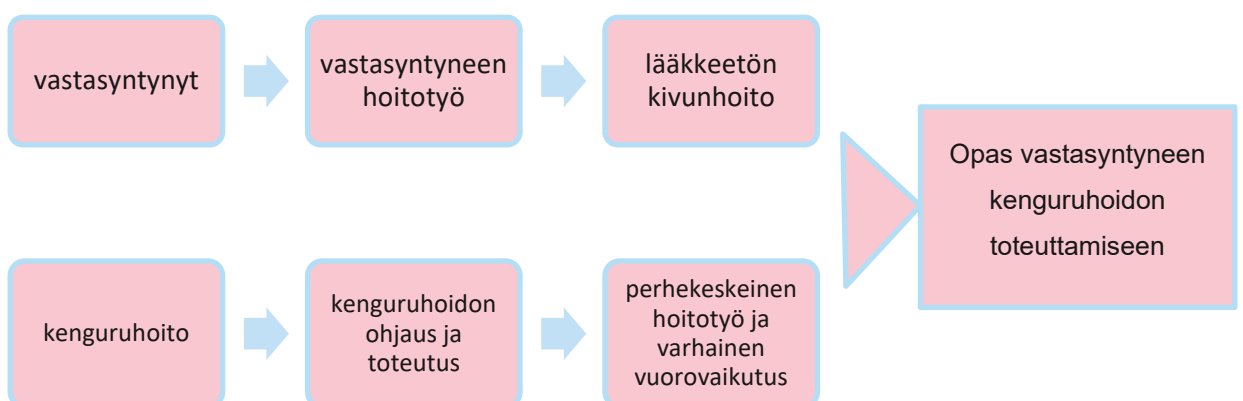 vastasyntynyt
vastasyntyneen
hoitotyö
lääkkeetön
kivunhoito
Opas vastasyntyneen
kenguruhoidon
toteuttamiseen
kenguruhoito
kenguruhoidon
ohjaus ja
toteutus
perhekeskeinen
hoitotyö ja
varhainen
vuorovaikutus